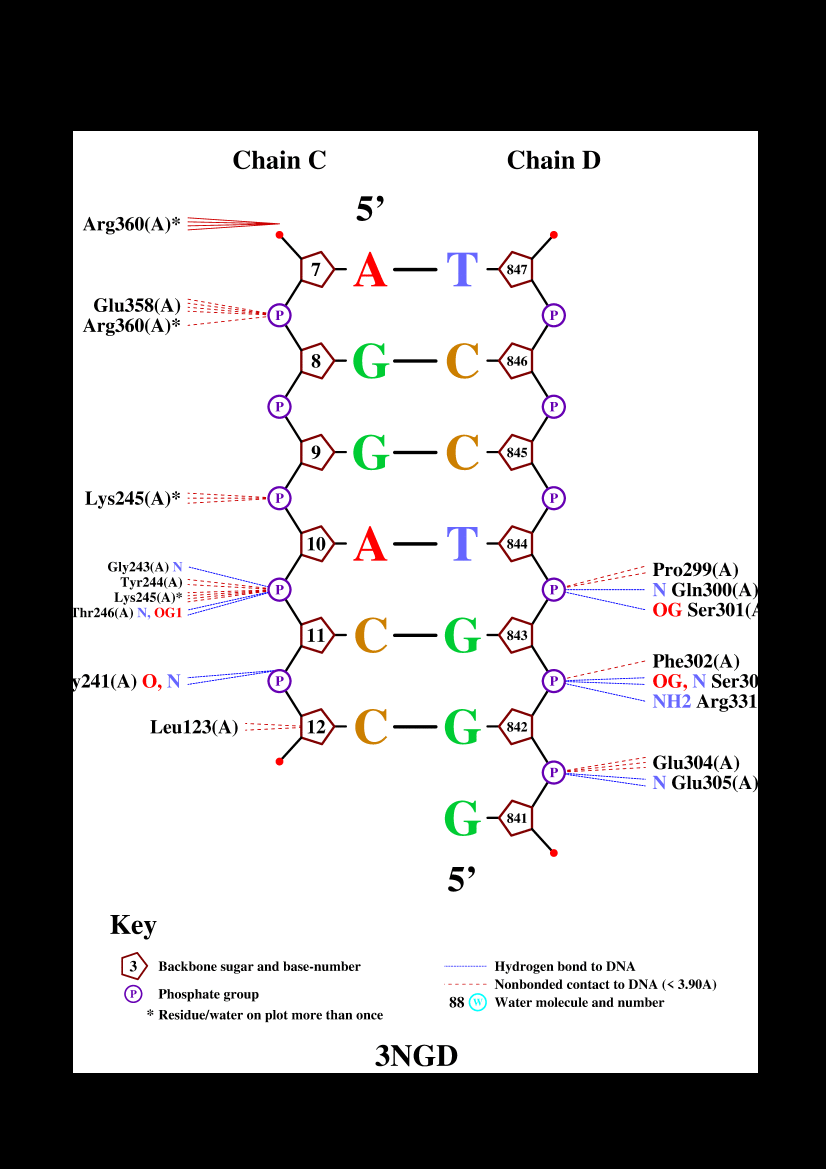 Chain C Chain D
5’
Arg360(A)*
7 A T 847
Glu358(A)
P P
Arg360(A)*
8 G C 846
P P
9 G C 845
Lys245(A)* P P
10 A T 844
Gly243(A) N
Tyr244(A)
Lys245(A)*
Thr246(A) N, OG1
P P
Pro299(A)
N Gln300(A)
OG Ser301(A
11 C G 843
y241(A) O, N P P
Phe302(A)
OG, N Ser30
NH2 Arg331
Leu123(A) 12 C G 842
P
Glu304(A)
N Glu305(A)
G 841
5’
Key
3 Backbone sugar and base-number
P Phosphate group
* Residue/water on plot more than once
Hydrogen bond to DNA
Nonbonded contact to DNA (< 3.90A)
88 W Water molecule and number
3NGD